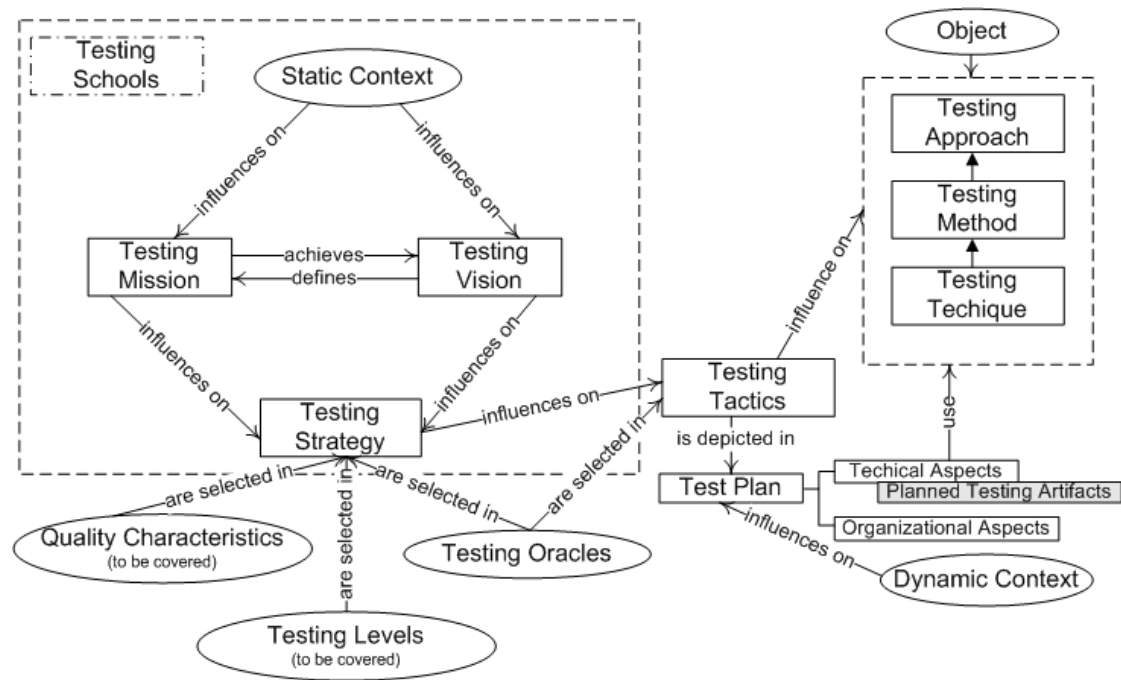 Testing
Schools
Static Context
influences on
influences on
Testing
Mission
achieves
defines
Testing
Vision
influences on
influences on
Testing
Strategy
influences on
are selected in
are selected in
are selected in
are selected in
Quality Characteristics
(to be covered)
Testing Levels
(to be covered)
Testing Oracles
Object
Testing
Approach
Testing
Method
Testing
Techique
influence on
Testing
Tactics
is depicted in
use
Test Plan
Techical Aspects
Planned Testing Artifacts
Organizational Aspects
influences on
Dynamic Context